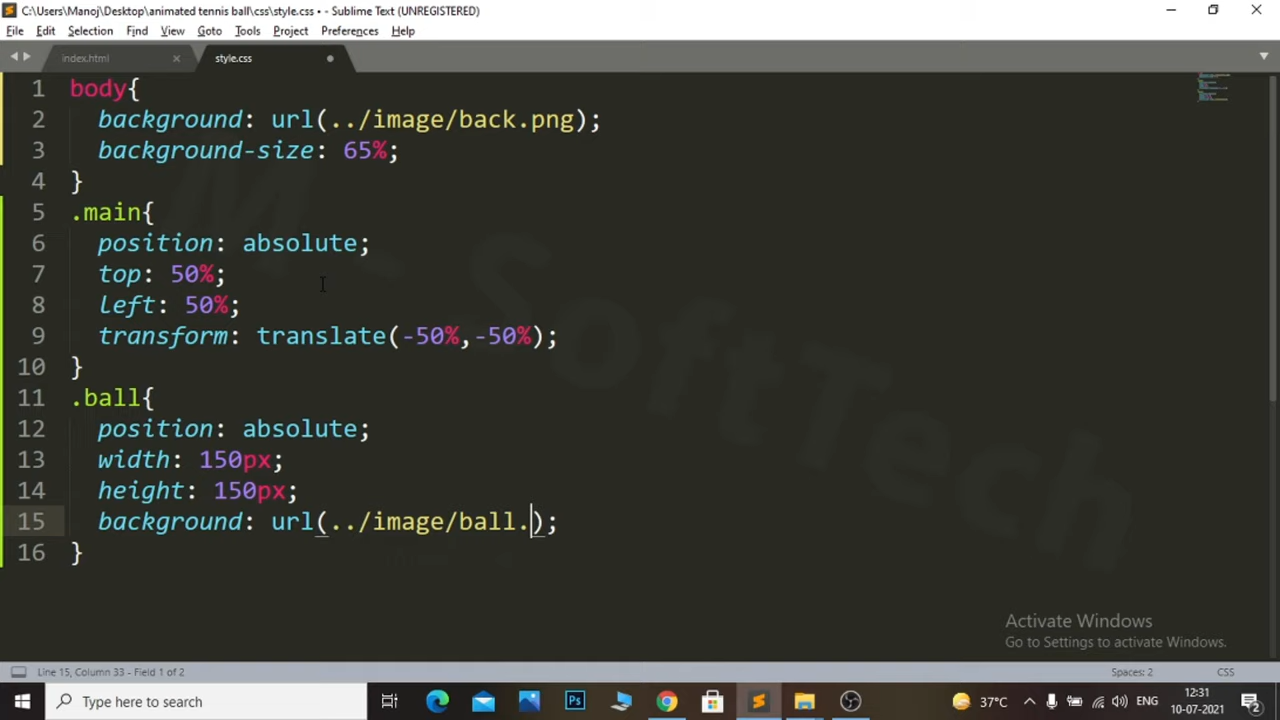 C:\Users\Manoj\Desktop\animated tennis ball\css\style.css • - Sublime Text (UNREGISTERED)
File Edit Selection Find View Goto Tools Project Preferences Help
index.html × style.css
1 body{
2 background: url(../image/back.png);
3 background-size: 65%;
4 }
5 .main{
6 position: absolute;
7 top: 50%;
8 left: 50%;
9 transform: translate(-50%,-50%);
10 }
11 .ball{
12 position: absolute;
13 width: 150px;
14 height: 150px;
15 background: url(../image/ball.);
16 }
M- SoftTech
Activate Windows
Go to Settings to activate Windows.
Line 15, Column 33 - Field 1 of 2 Spaces: 2 CSS
Type here to search Ps 37°C ENG 12:31
10-07-2021 2